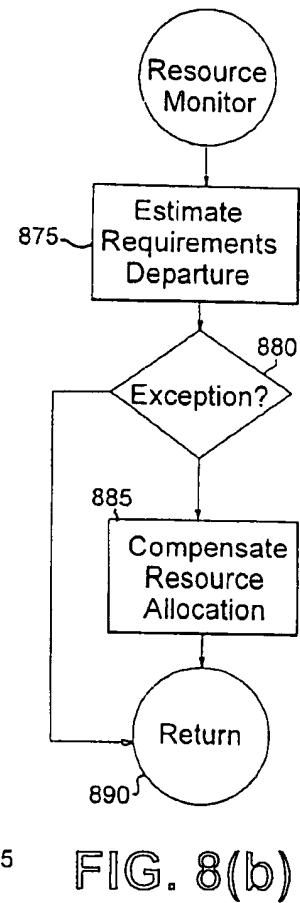 Resource
Monitor
875
Estimate
Requirements
Departure
880
Exception?
885
Compensate
Resource
Allocation
Return
890
5
FIG. 8(b)